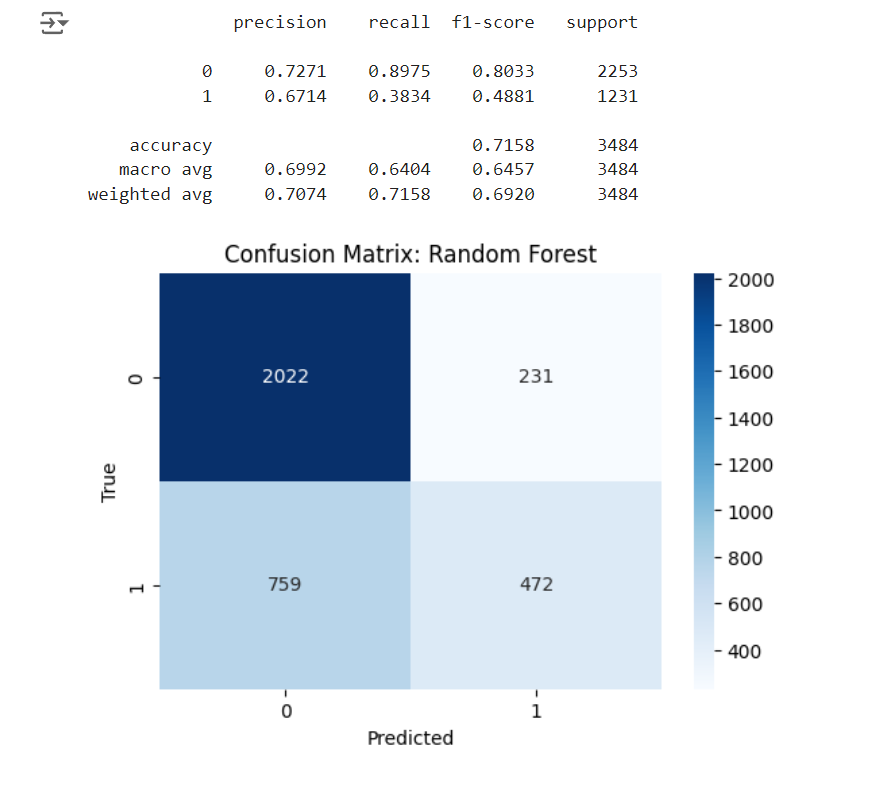 precision recall f1-score support
0 0.7271 0.8975 0.8033 2253
1 0.6714 0.3834 0.4881 1231
accuracy 0.7158 3484
macro avg 0.6992 0.6404 0.6457 3484
weighted avg 0.7074 0.7158 0.6920 3484
Confusion Matrix: Random Forest
2000
1800
1600
1400
1200
1000
800
600
400
True
0
1
2022 231
759 472
0 1
Predicted